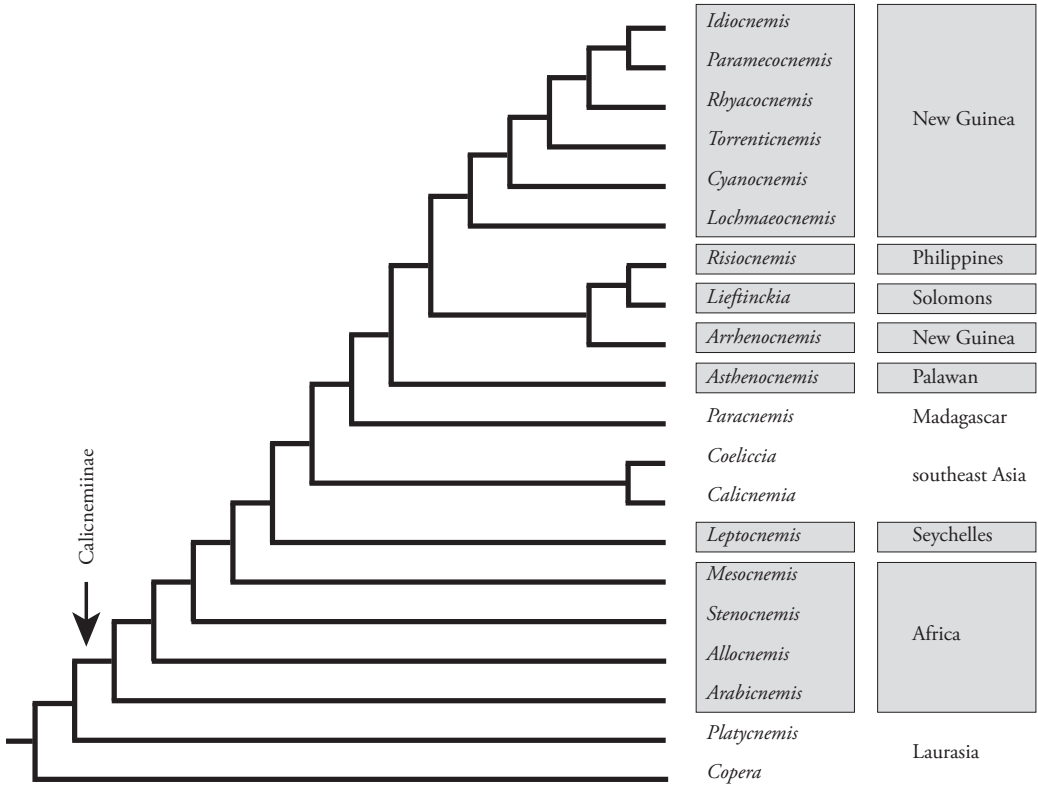 Idiocnemis
Paramecocnemis
Rhyacocnemis
Torrenticnemis
Cyanocnemis
Lochmaeocnemis
New Guinea
Risiocnemis
Philippines
Lieftinckia
Solomons
Arrhenocnemis
New Guinea
Asthenocnemis
Palawan
Paracnemis
Madagascar
Coeliccia
Calicnemia
southeast Asia
Leptocnemis
Seychelles
Mesocnemis
Stenocnemis
Allocnemis
Arabicnemis
Africa
Platycnemis
Copera
Laurasia
Calicnemiinae